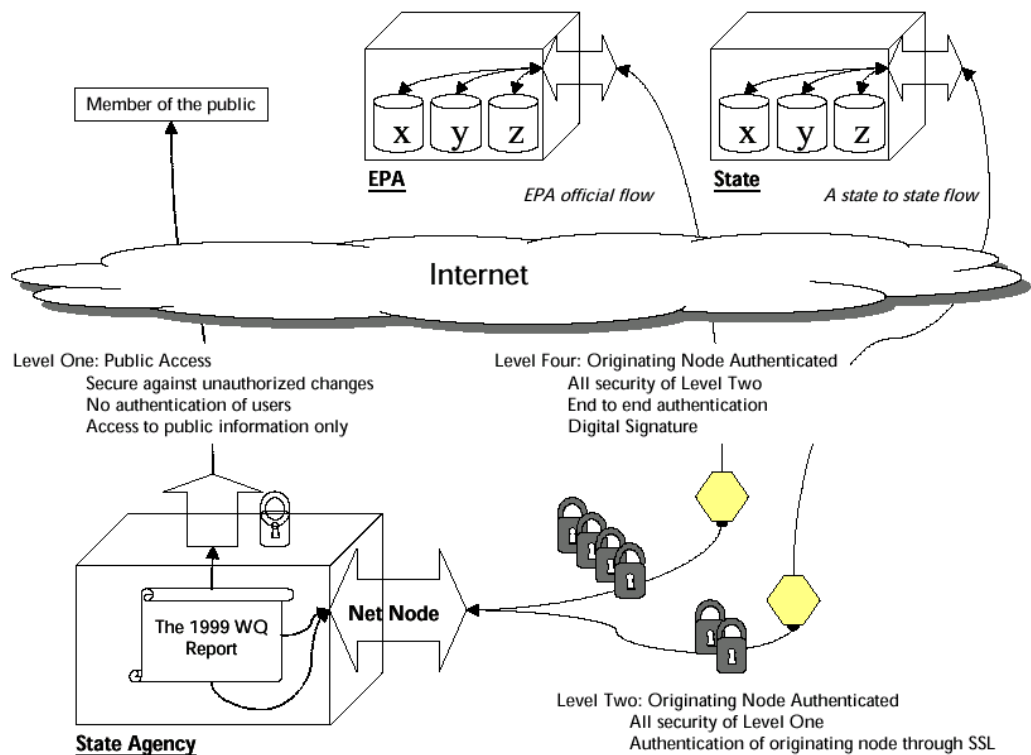 Member of the public
x y z
EPA
x y z
State
EPA official flow
A state to state flow
Internet
Level One: Public Access
Secure against unauthorized changes
No authentication of users
Access to public information only
Level Four: Originating Node Authenticated
All security of Level Two
End to end authentication
Digital Signature
The 1999 WQ
Report
Net Node
State Agency
Level Two: Originating Node Authenticated
All security of Level One
Authentication of originating node through SSL